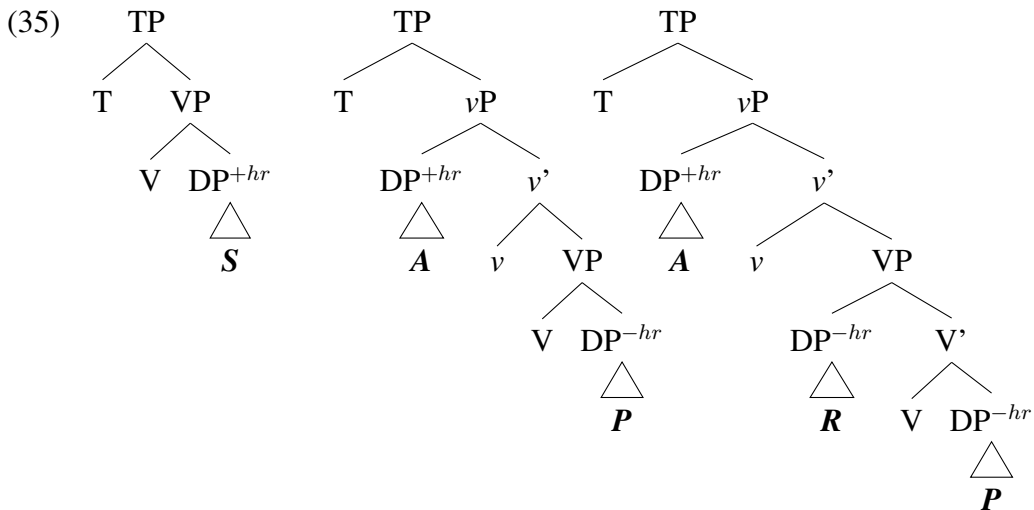 (35) TP TP TP
T VP T vP T vP
V DP+hr DP+hr v’ DP+hr v’
S A v VP A v VP
V DP−hr DP−hr V’
P R V DP−hr
P